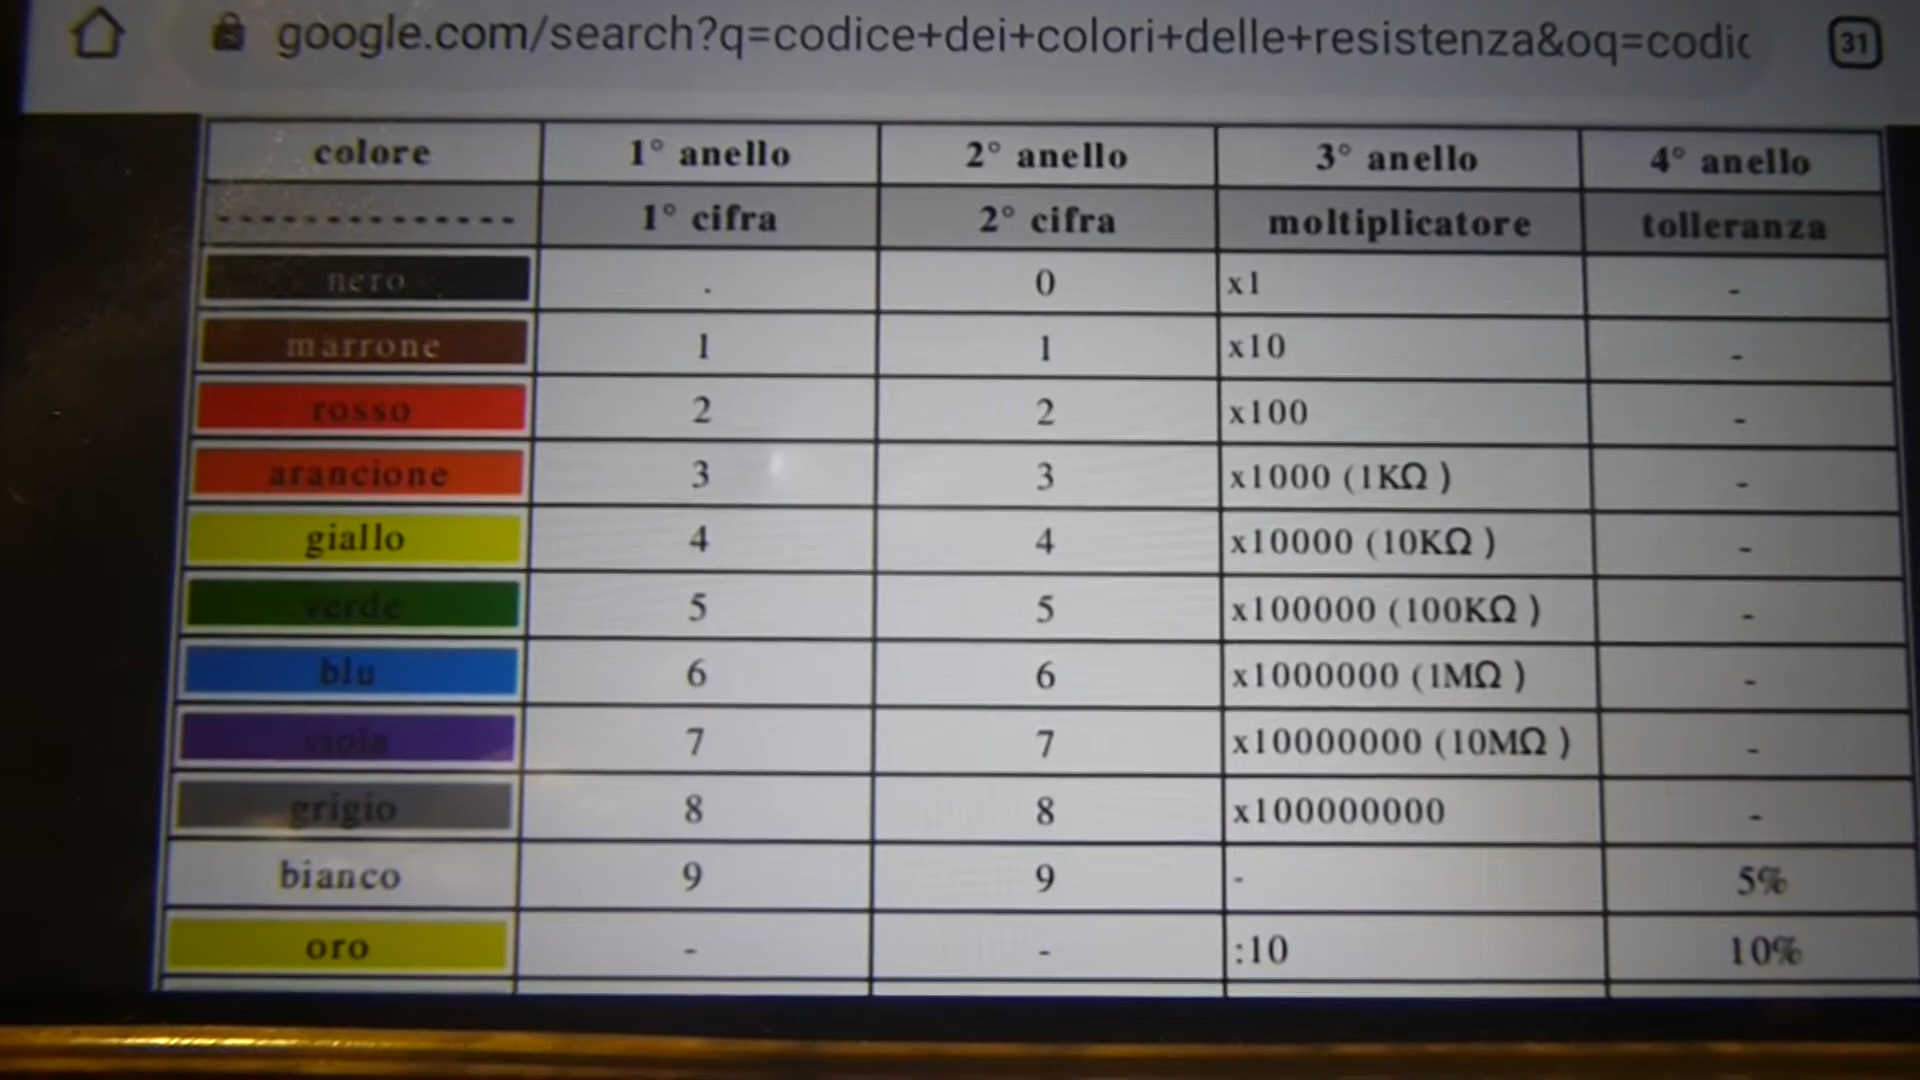 google.com/search?q=codice+dei+colori+delle+resistenza&oq=codic 31
colore 1° anello 2° anello 3° anello 4° anello
-------------- 1° cifra 2° cifra moltiplicatore tolleranza
nero . 0 x1 -
marrone 1 1 x10 -
rosso 2 2 x100 -
arancione 3 3 x1000 (1KΩ ) -
giallo 4 4 x10000 (10KΩ ) -
verde 5 5 x100000 (100KΩ ) -
blu 6 6 x1000000 (1MΩ ) -
viola 7 7 x10000000 (10MΩ ) -
grigio 8 8 x100000000 -
bianco 9 9 - 5%
oro - - :10 10%